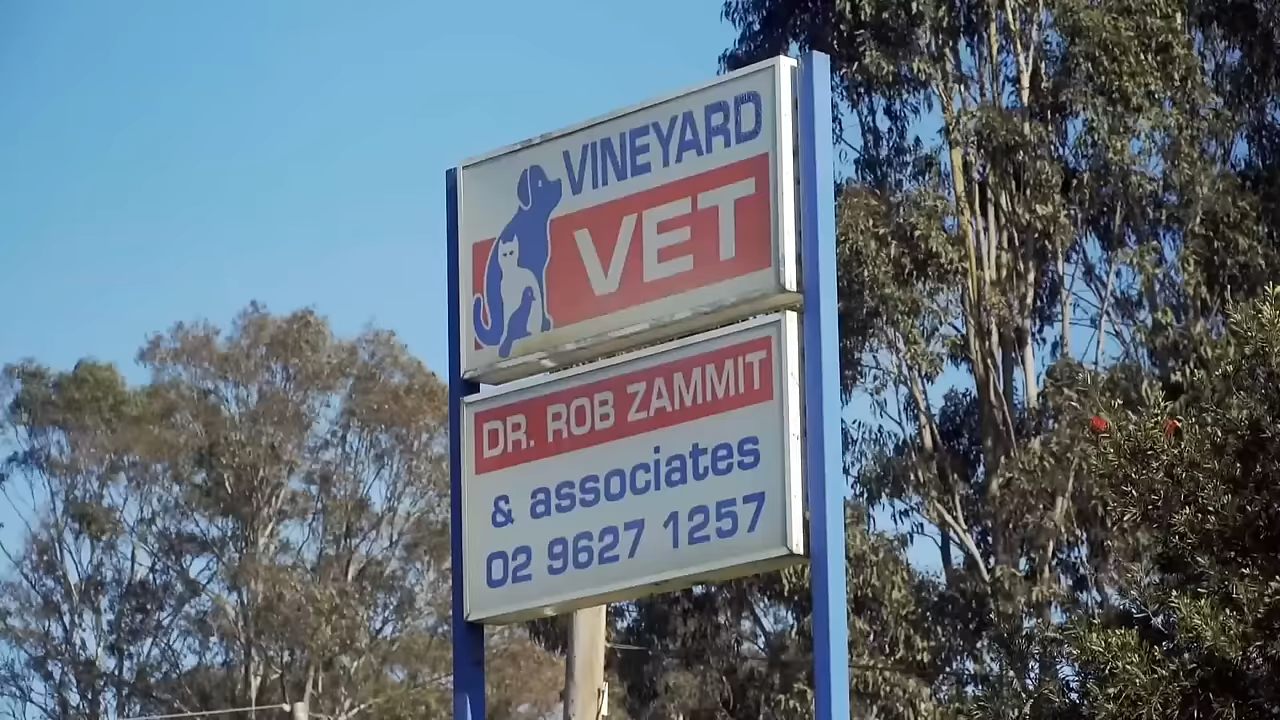 VINEYARD
VET
DR. ROB ZAMMIT
& associates
02 9627 1257